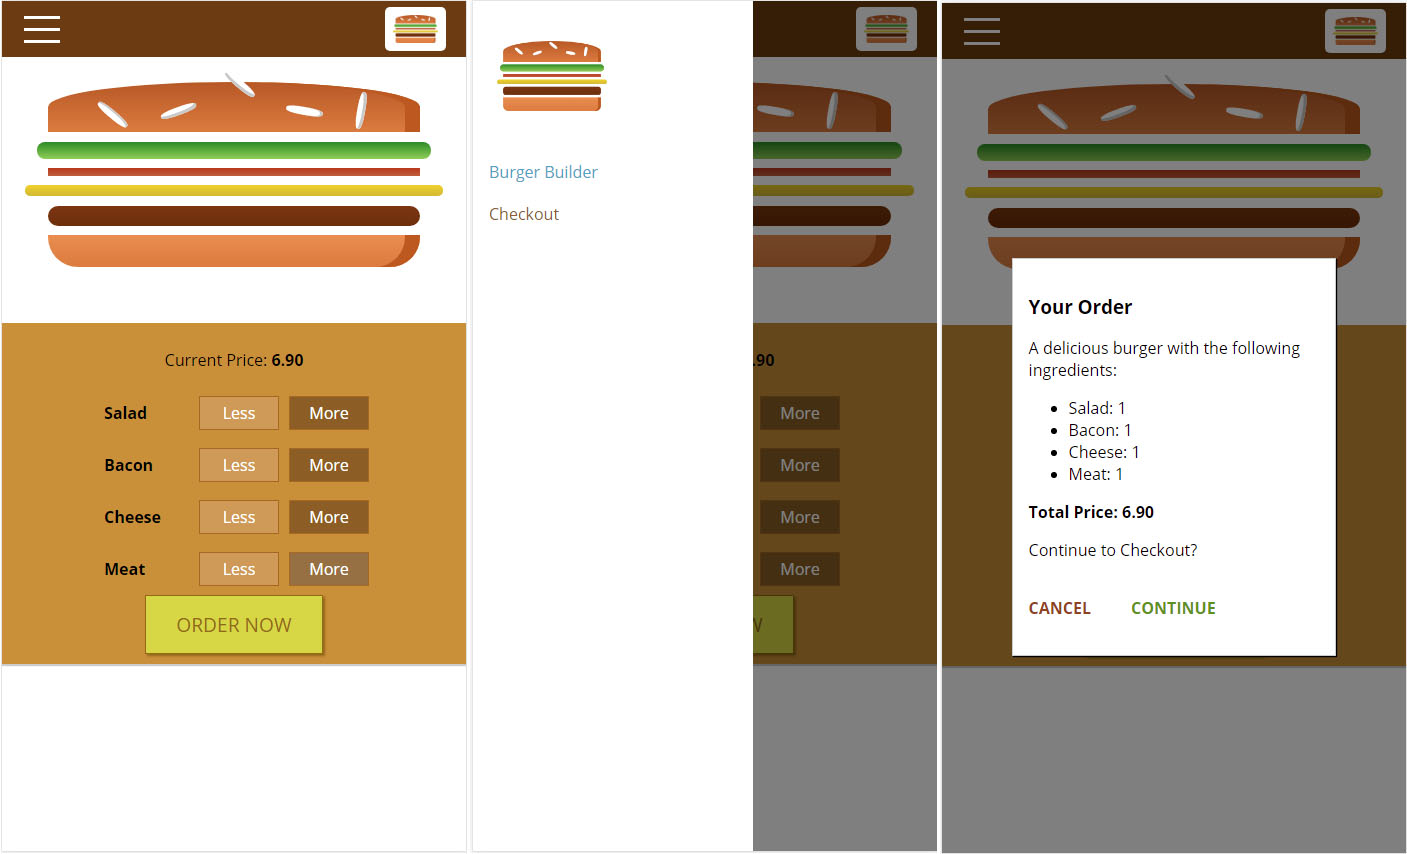 Current Price: 6.90
Salad Less More
Bacon Less More
Cheese Less More
Meat Less More
ORDER NOW
Burger Builder
Checkout
.90
More
More
More
More
W
Your Order
A delicious burger with the following
ingredients:
• Salad: 1
• Bacon: 1
• Cheese: 1
• Meat: 1
Total Price: 6.90
Continue to Checkout?
CANCEL CONTINUE